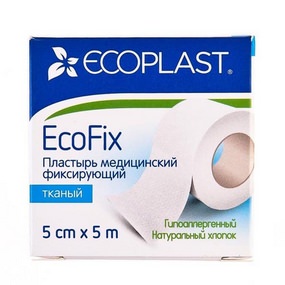 ECOPLAST®
EcoFix
Пластырь медицинский
фиксирующий
тканый
Гипоаллергенный
Натуральный хлопок
5 cm x 5 m